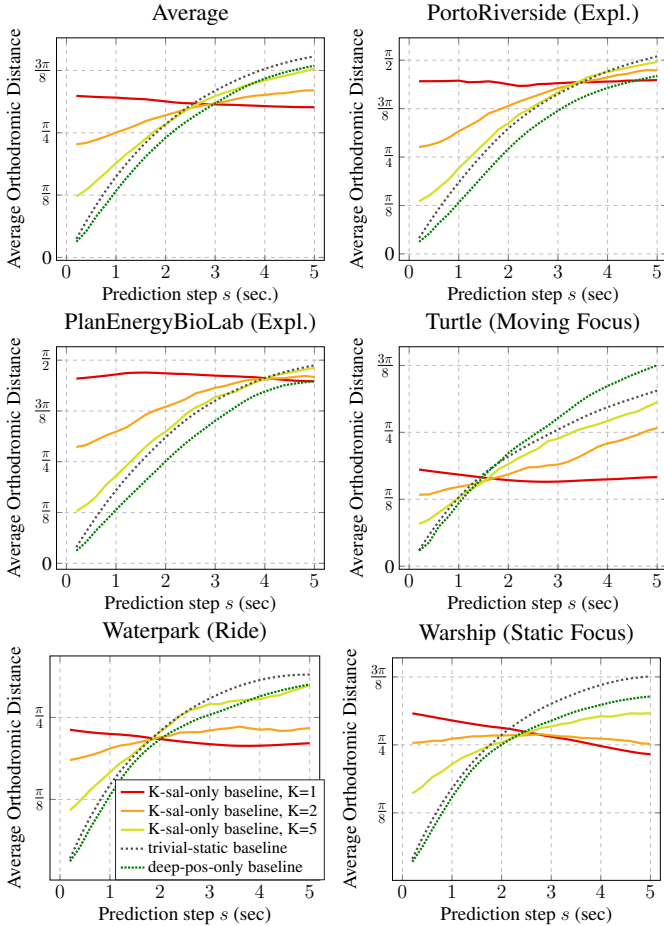 Average
Average Orthodromic Distance
3π/8
π/4
π/8
0
0 1 2 3 4 5
Prediction step s (sec.)
PortoRiverside (Expl.)
Average Orthodromic Distance
π/2
3π/8
π/4
π/8
0
0 1 2 3 4 5
Prediction step s (sec)
PlanEnergyBioLab (Expl.)
Average Orthodromic Distance
π/2
3π/8
π/4
π/8
0
0 1 2 3 4 5
Prediction step s (sec)
Turtle (Moving Focus)
Average Orthodromic Distance
3π/8
π/4
π/8
0
0 1 2 3 4 5
Prediction step s (sec)
Waterpark (Ride)
Average Orthodromic Distance
π/4
π/8
K-sal-only baseline, K=1
K-sal-only baseline, K=2
K-sal-only baseline, K=5
trivial-static baseline
deep-pos-only baseline
0 1 2 3 4 5
Prediction step s (sec)
Warship (Static Focus)
Average Orthodromic Distance
3π/8
π/4
π/8
0 1 2 3 4 5
Prediction step s (sec)